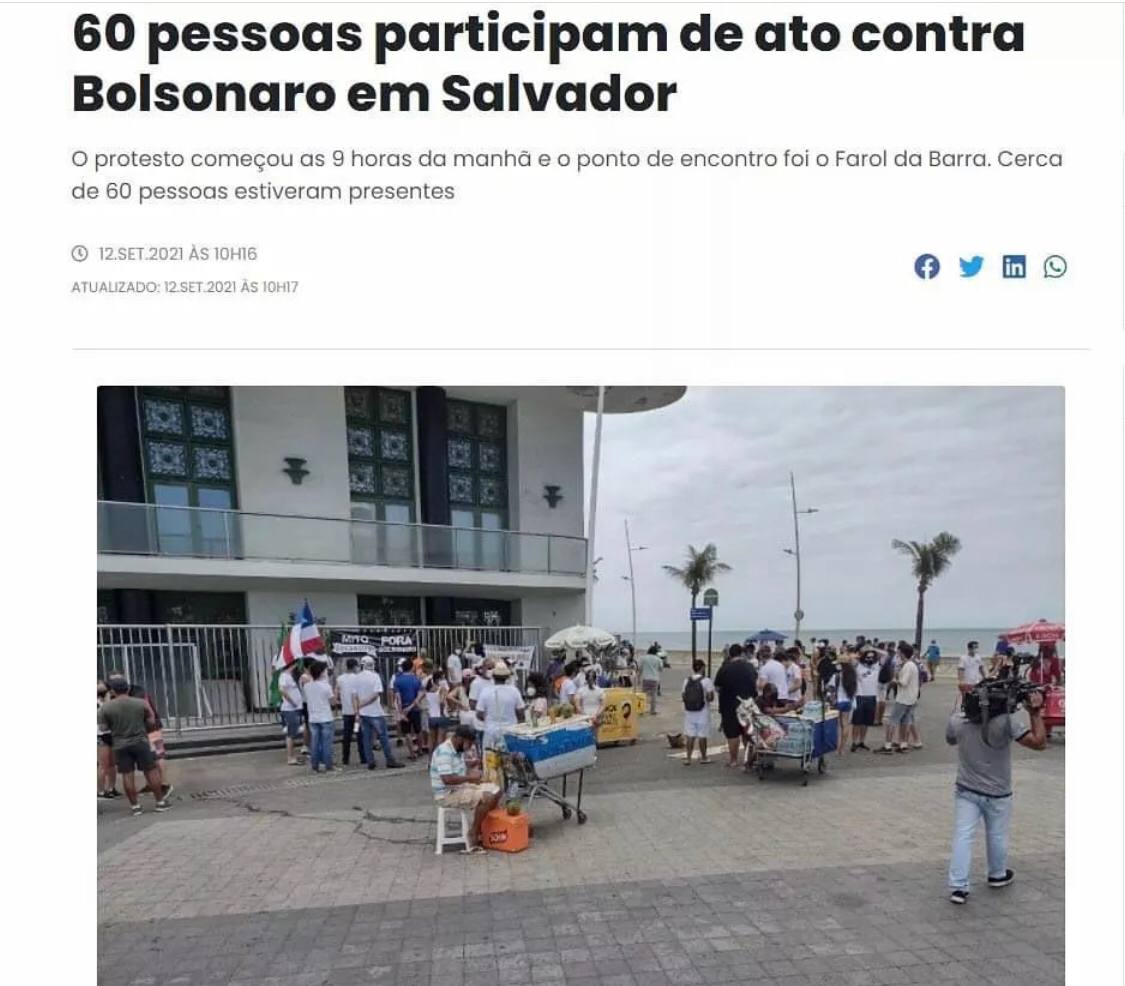 60 pessoas participam de ato contra
Bolsonaro em Salvador
O protesto começou as 9 horas da manhã e o ponto de encontro foi o Farol da Barra. Cerca
de 60 pessoas estiveram presentes
12.SET.2021 ÀS 10H16
ATUALIZADO: 12.SET.2021 ÀS 10H17
in
FORA